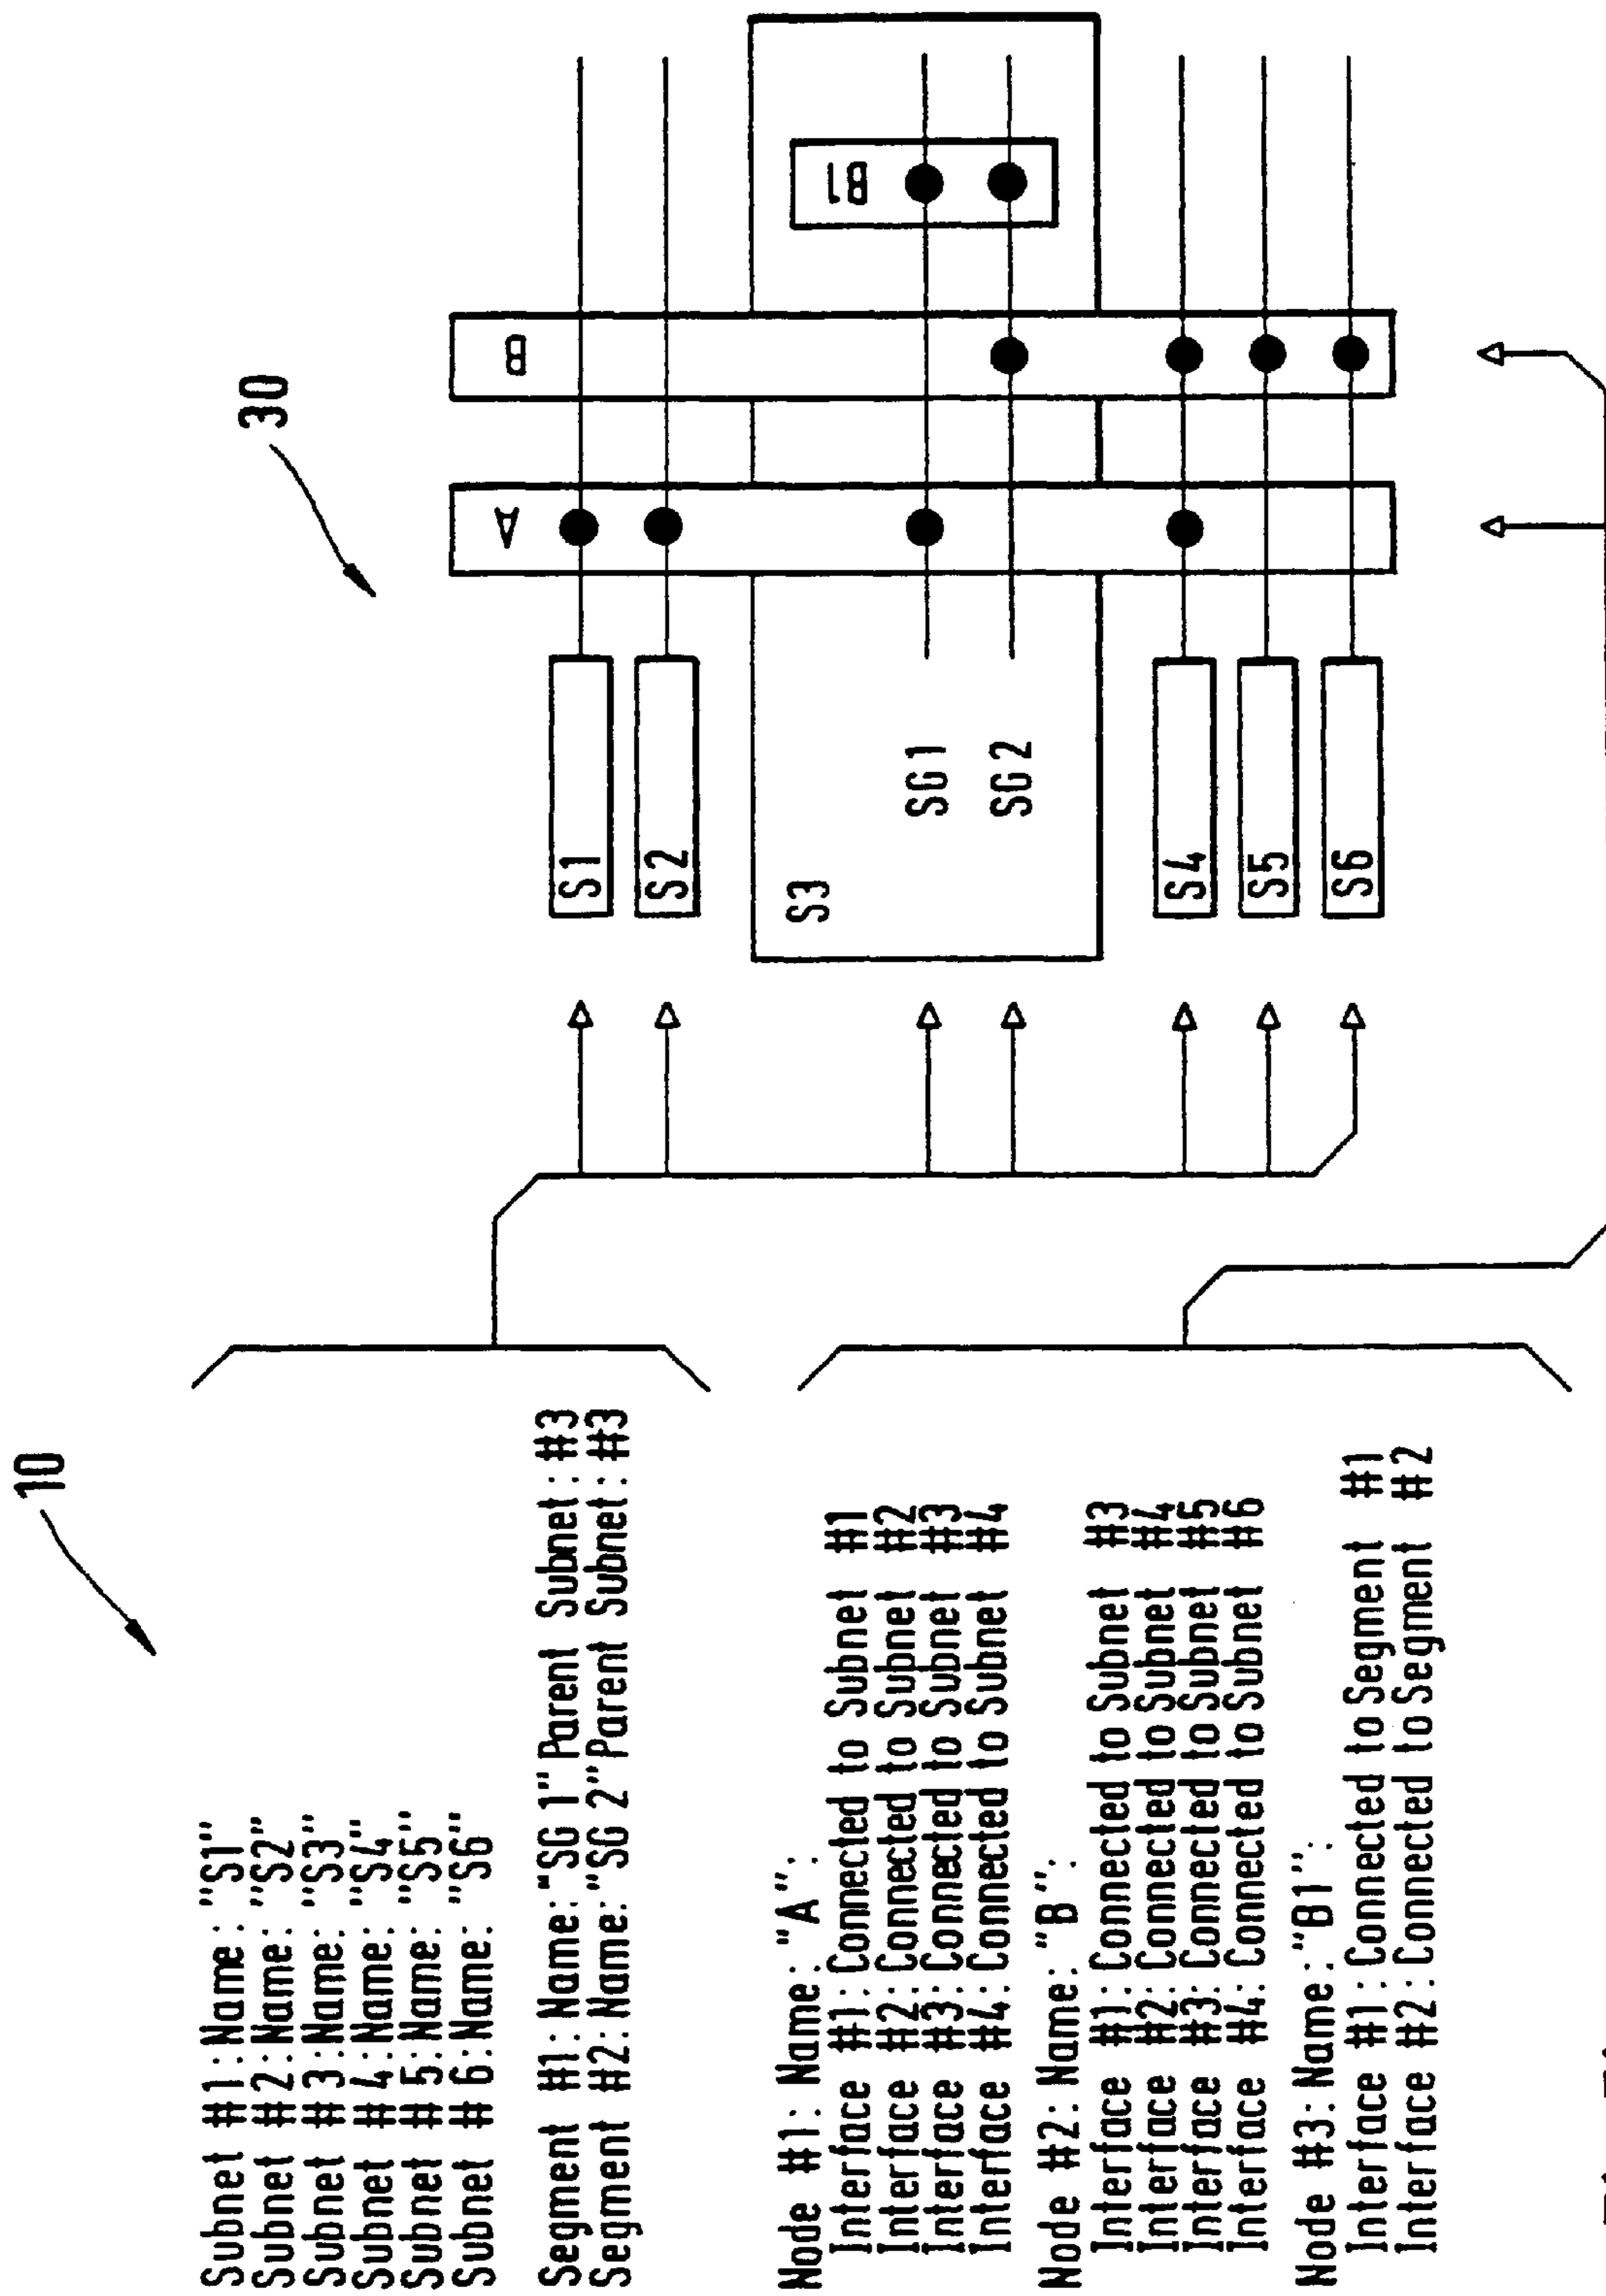 10
Subnet #1: Name: "S1"
Subnet #2: Name: "S2"
Subnet #3: Name: "S3"
Subnet #4: Name: "S4"
Subnet #5: Name: "S5"
Subnet #6: Name: "S6"
Segment #1: Name: "SG 1" Parent Subnet: #3
Segment #2: Name: "SG 2" Parent Subnet: #3
Node #1: Name: "A":
Interface #1: Connected to Subnet #1
Interface #2: Connected to Subnet #2
Interface #3: Connected to Subnet #3
Interface #4: Connected to Subnet #4
Node #2: Name: "B":
Interface #1: Connected to Subnet #3
Interface #2: Connected to Subnet #4
Interface #3: Connected to Subnet #5
Interface #4: Connected to Subnet #6
Node #3: Name: "B1":
Interface #1: Connected to Segment #1
Interface #2: Connected to Segment #2
30
A
B
S1
S2
S3
B1
SG1
SG2
S4
S5
S6